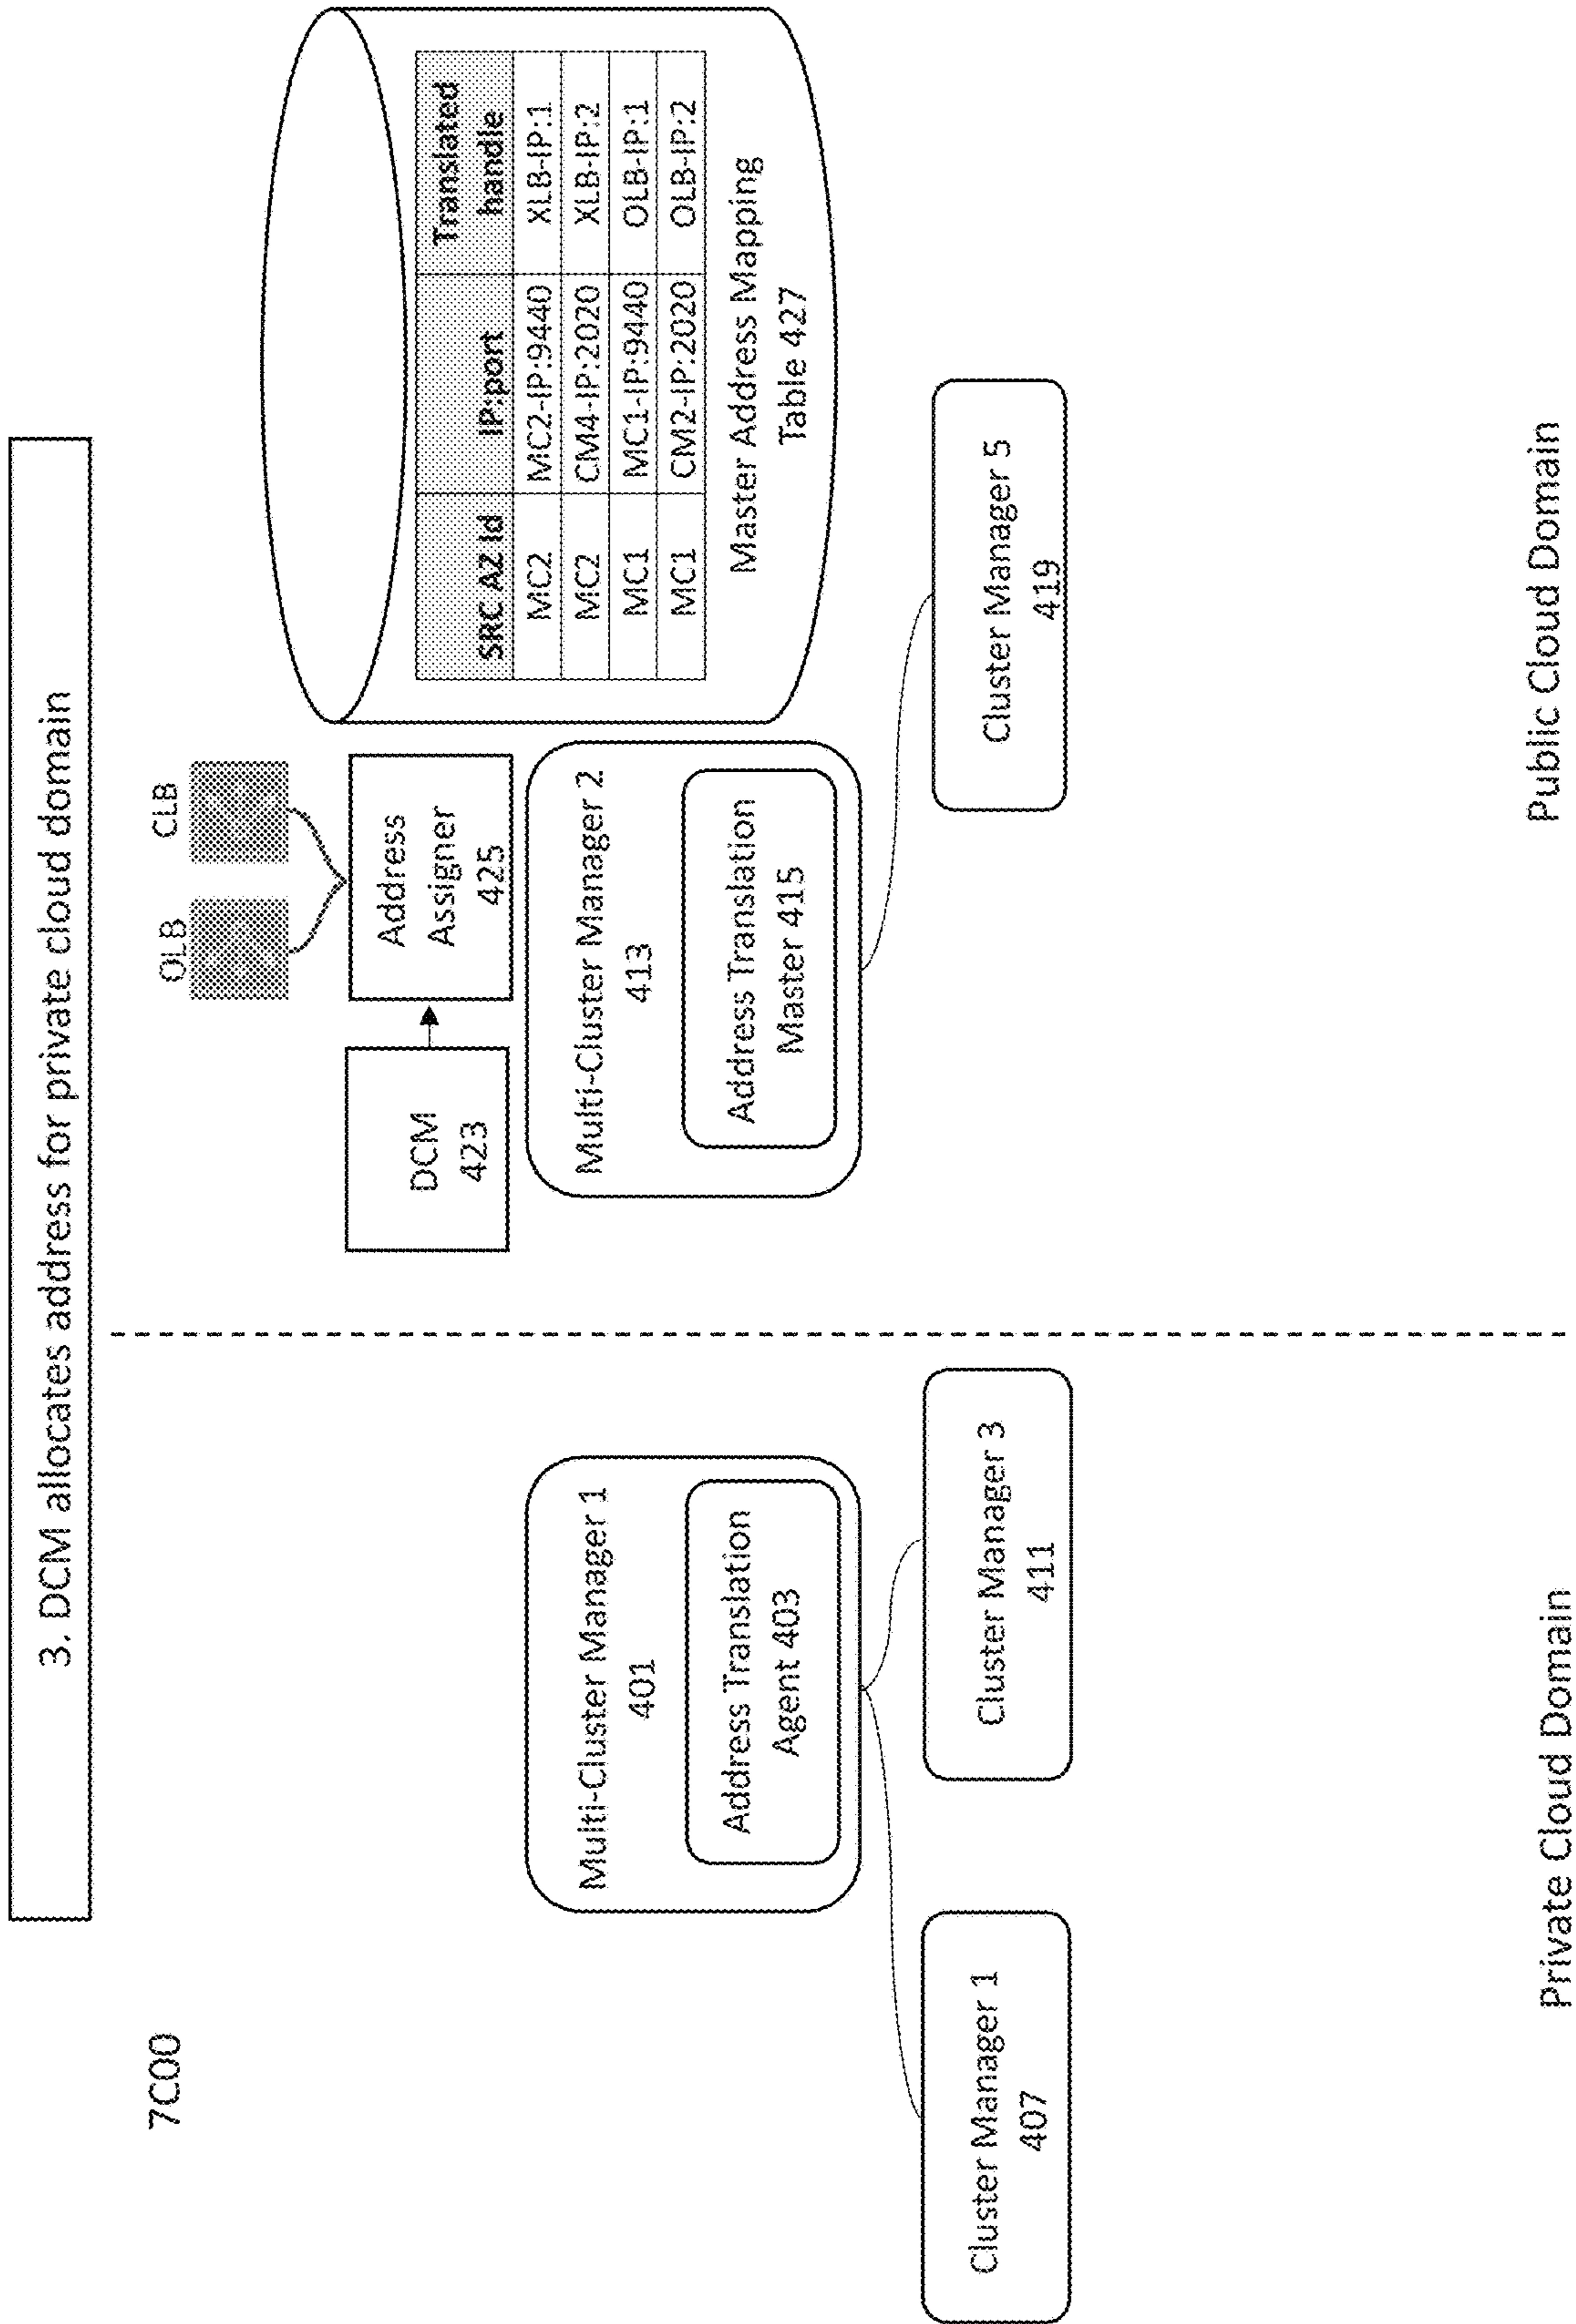 3. DCM allocates address for private cloud domain
7C00
OLB
CLB
DCM
423
Address
Assigner
425
Multi-Cluster Manager 1
401
Address Translation
Agent 403
Multi-Cluster Manager 2
413
Address Translation
Master 415
SRC AZ Id IP:port Translated handle
MC2 MC2-IP:9440 XLB-IP:1
MC2 CM4-IP:2020 XLB-IP:2
MC1 MC1-IP:9440 OLB-IP:1
MC1 CM2-IP:2020 OLB-IP:2
Master Address Mapping
Table 427
Cluster Manager 1
407
Cluster Manager 3
411
Cluster Manager 5
419
Private Cloud Domain
Public Cloud Domain